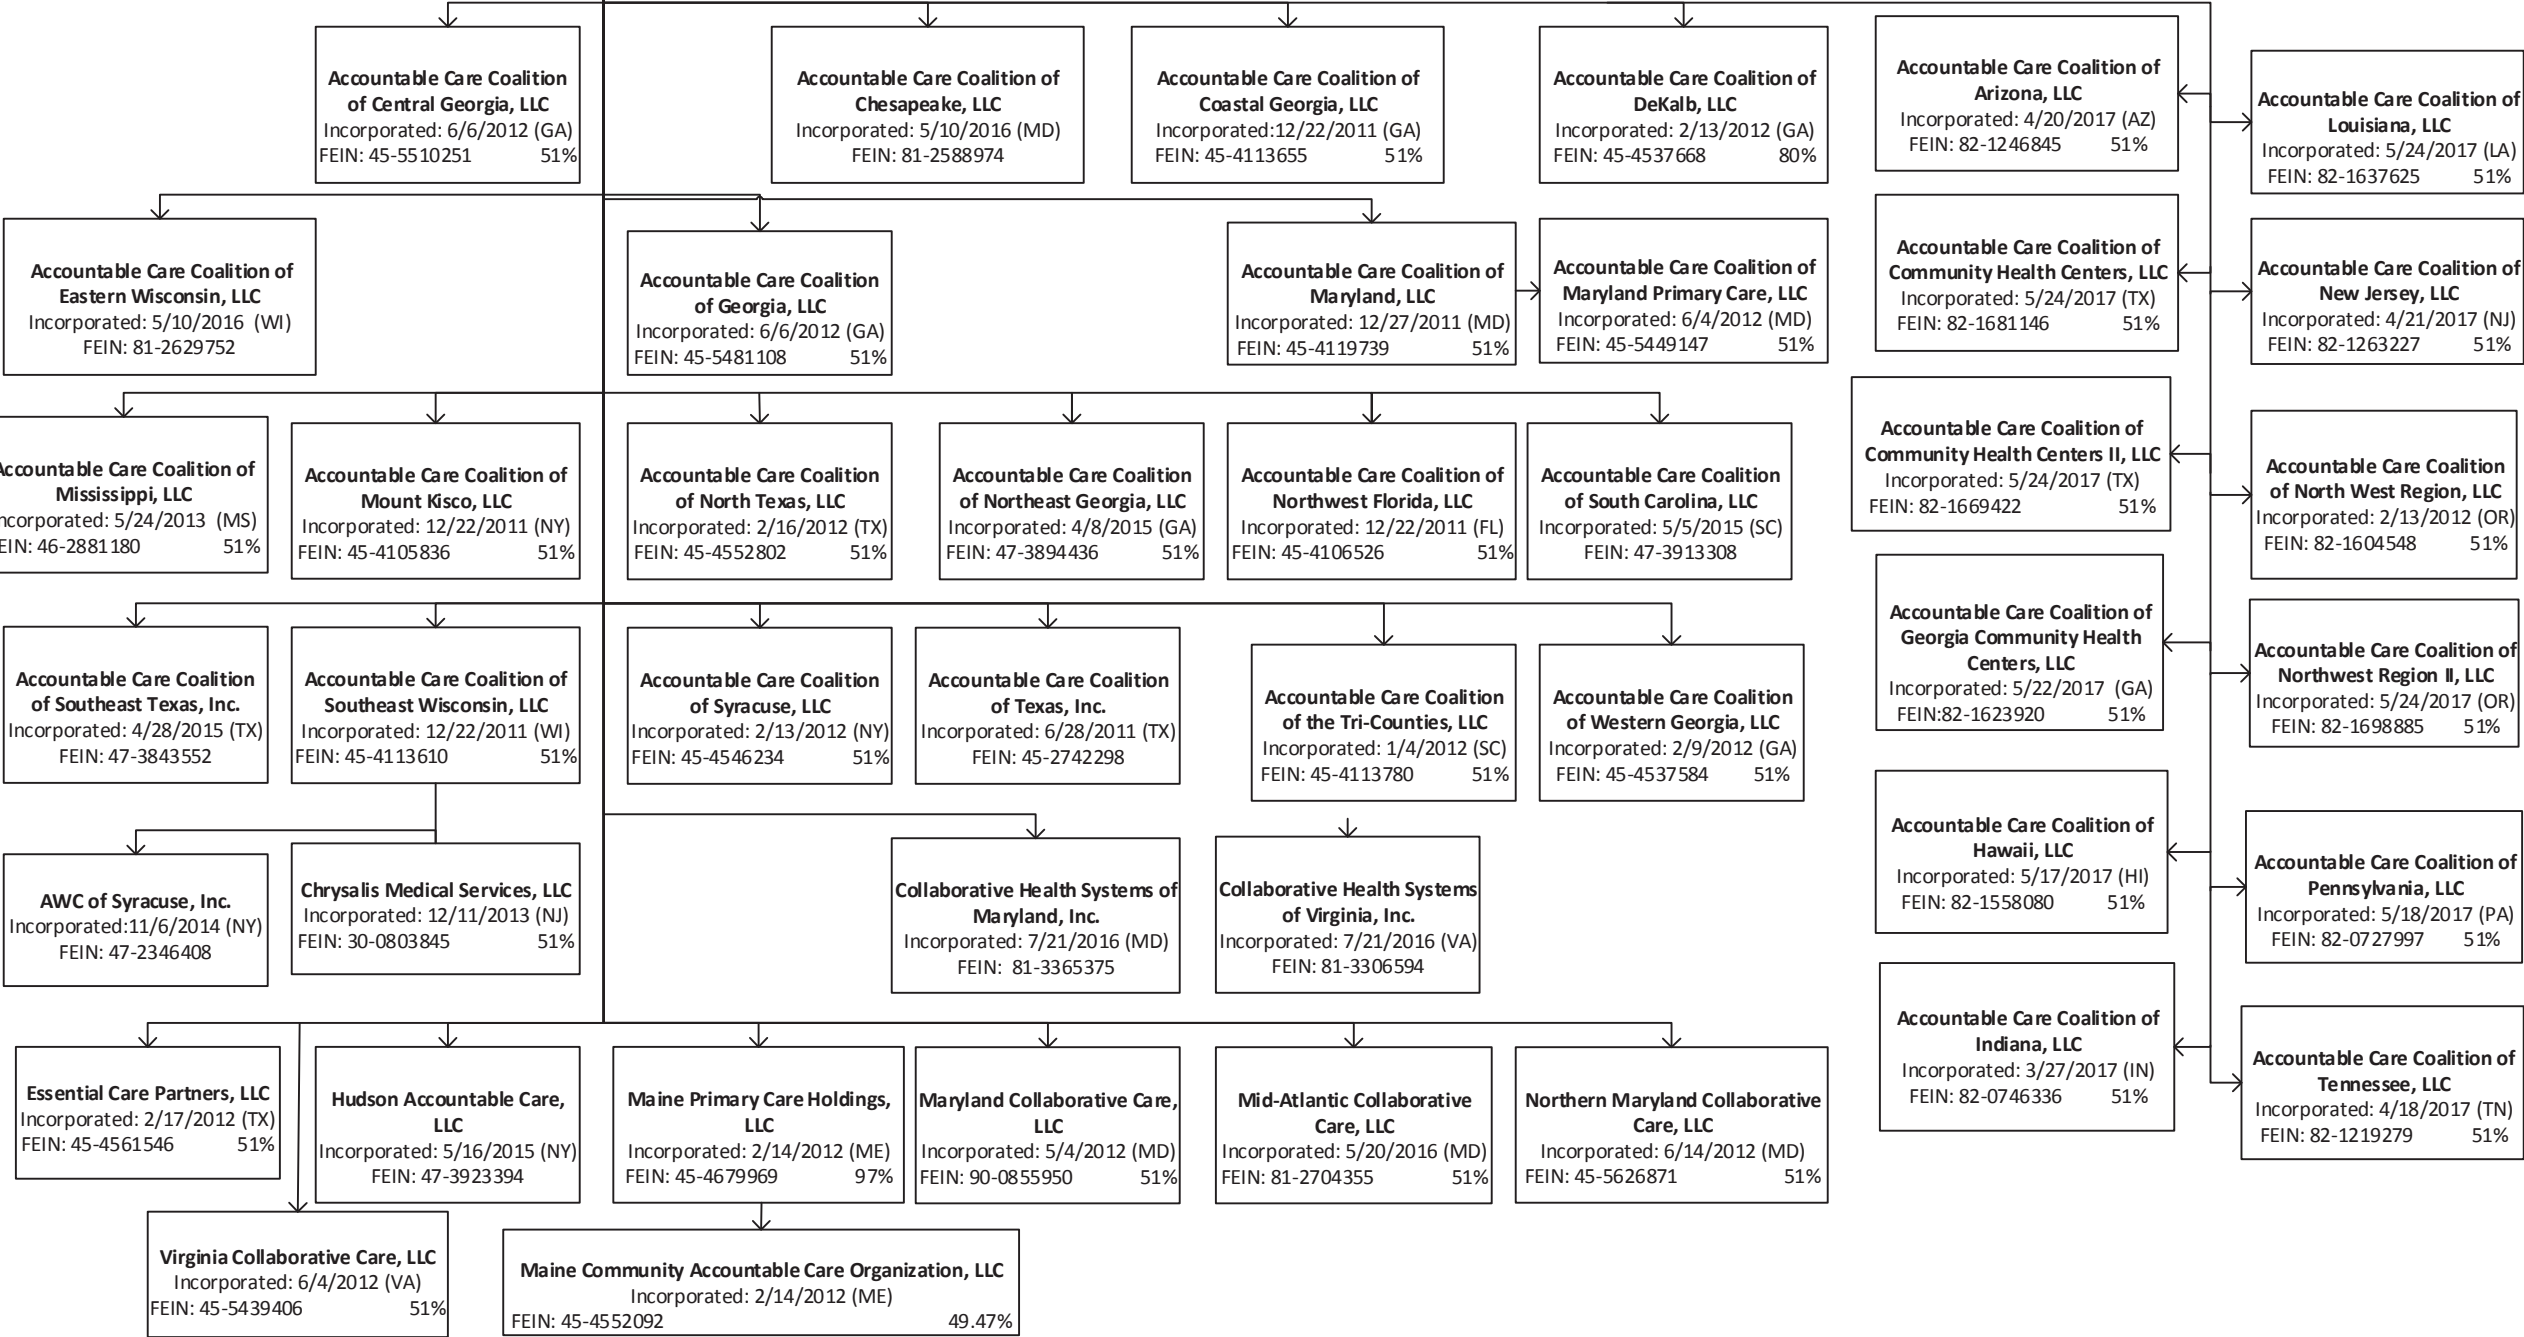 Accountable Care Coalition
of Central Georgia, LLC
Incorporated: 6/6/2012 (GA)
FEIN: 45-5510251 51%
Accountable Care Coalition of
Chesapeake, LLC
Incorporated: 5/10/2016 (MD)
FEIN: 81-2588974
Accountable Care Coalition of
Coastal Georgia, LLC
Incorporated:12/22/2011 (GA)
FEIN: 45-4113655 51%
Accountable Care Coalition of
DeKalb, LLC
Incorporated: 2/13/2012 (GA)
FEIN: 45-4537668 80%
Accountable Care Coalition of
Arizona, LLC
Incorporated: 4/20/2017 (AZ)
FEIN: 82-1246845 51%
Accountable Care Coalition of
Louisiana, LLC
Incorporated: 5/24/2017 (LA)
FEIN: 82-1637625 51%
Accountable Care Coalition of
Eastern Wisconsin, LLC
Incorporated: 5/10/2016 (WI)
FEIN: 81-2629752
Accountable Care Coalition
of Georgia, LLC
Incorporated: 6/6/2012 (GA)
FEIN: 45-5481108 51%
Accountable Care Coalition of
Maryland, LLC
Incorporated: 12/27/2011 (MD)
FEIN: 45-4119739 51%
Accountable Care Coalition of
Maryland Primary Care, LLC
Incorporated: 6/4/2012 (MD)
FEIN: 45-5449147 51%
Accountable Care Coalition of
Community Health Centers, LLC
Incorporated: 5/24/2017 (TX)
FEIN: 82-1681146 51%
Accountable Care Coalition of
New Jersey, LLC
Incorporated: 4/21/2017 (NJ)
FEIN: 82-1263227 51%
Accountable Care Coalition of
Mississippi, LLC
ncorporated: 5/24/2013 (MS)
EIN: 46-2881180 51%
Accountable Care Coalition of
Mount Kisco, LLC
Incorporated: 12/22/2011 (NY)
FEIN: 45-4105836 51%
Accountable Care Coalition
of North Texas, LLC
Incorporated: 2/16/2012 (TX)
FEIN: 45-4552802 51%
Accountable Care Coalition
of Northeast Georgia, LLC
Incorporated: 4/8/2015 (GA)
FEIN: 47-3894436 51%
Accountable Care Coalition of
Northwest Florida, LLC
Incorporated: 12/22/2011 (FL)
FEIN: 45-4106526 51%
Accountable Care Coalition
of South Carolina, LLC
Incorporated: 5/5/2015 (SC)
FEIN: 47-3913308
Accountable Care Coalition of
Community Health Centers II, LLC
Incorporated: 5/24/2017 (TX)
FEIN: 82-1669422 51%
Accountable Care Coalition
of North West Region, LLC
Incorporated: 2/13/2012 (OR)
FEIN: 82-1604548 51%
Accountable Care Coalition
of Southeast Texas, Inc.
Incorporated: 4/28/2015 (TX)
FEIN: 47-3843552
Accountable Care Coalition of
Southeast Wisconsin, LLC
Incorporated: 12/22/2011 (WI)
FEIN: 45-4113610 51%
Accountable Care Coalition
of Syracuse, LLC
Incorporated: 2/13/2012 (NY)
FEIN: 45-4546234 51%
Accountable Care Coalition
of Texas, Inc.
Incorporated: 6/28/2011 (TX)
FEIN: 45-2742298
Accountable Care Coalition
of the Tri-Counties, LLC
Incorporated: 1/4/2012 (SC)
FEIN: 45-4113780 51%
Accountable Care Coalition
of Western Georgia, LLC
Incorporated: 2/9/2012 (GA)
FEIN: 45-4537584 51%
Accountable Care Coalition of
Georgia Community Health
Centers, LLC
Incorporated: 5/22/2017 (GA)
FEIN:82-1623920 51%
Accountable Care Coalition of
Northwest Region II, LLC
Incorporated: 5/24/2017 (OR)
FEIN: 82-1698885 51%
AWC of Syracuse, Inc.
Incorporated:11/6/2014 (NY)
FEIN: 47-2346408
Chrysalis Medical Services, LLC
Incorporated: 12/11/2013 (NJ)
FEIN: 30-0803845 51%
Collaborative Health Systems of
Maryland, Inc.
Incorporated: 7/21/2016 (MD)
FEIN: 81-3365375
Collaborative Health Systems
of Virginia, Inc.
Incorporated: 7/21/2016 (VA)
FEIN: 81-3306594
Accountable Care Coalition of
Hawaii, LLC
Incorporated: 5/17/2017 (HI)
FEIN: 82-1558080 51%
Accountable Care Coalition of
Pennsylvania, LLC
Incorporated: 5/18/2017 (PA)
FEIN: 82-0727997 51%
Essential Care Partners, LLC
Incorporated: 2/17/2012 (TX)
FEIN: 45-4561546 51%
Hudson Accountable Care,
LLC
Incorporated: 5/16/2015 (NY)
FEIN: 47-3923394
Maine Primary Care Holdings,
LLC
Incorporated: 2/14/2012 (ME)
FEIN: 45-4679969 97%
Maryland Collaborative Care,
LLC
Incorporated: 5/4/2012 (MD)
FEIN: 90-0855950 51%
Mid-Atlantic Collaborative
Care, LLC
Incorporated: 5/20/2016 (MD)
FEIN: 81-2704355 51%
Northern Maryland Collaborative
Care, LLC
Incorporated: 6/14/2012 (MD)
FEIN: 45-5626871 51%
Accountable Care Coalition of
Indiana, LLC
Incorporated: 3/27/2017 (IN)
FEIN: 82-0746336 51%
Accountable Care Coalition of
Tennessee, LLC
Incorporated: 4/18/2017 (TN)
FEIN: 82-1219279 51%
Virginia Collaborative Care, LLC
Incorporated: 6/4/2012 (VA)
FEIN: 45-5439406 51%
Maine Community Accountable Care Organization, LLC
Incorporated: 2/14/2012 (ME)
FEIN: 45-4552092 49.47%